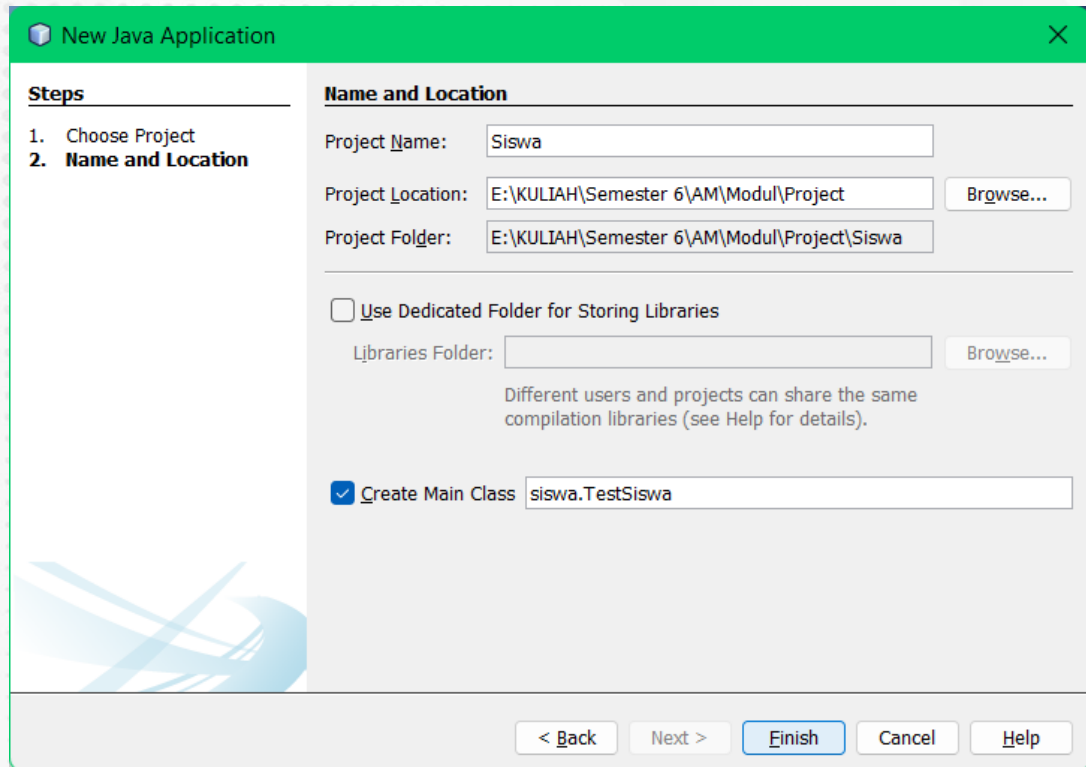 New Java Application
Steps
1. Choose Project
2. Name and Location
Name and Location
Project Name: Siswa
Project Location: E:\KULIAH\Semester 6\AM\Modul\Project Browse...
Project Folder: E:\KULIAH\Semester 6\AM\Modul\Project\Siswa
Use Dedicated Folder for Storing Libraries
Libraries Folder: Browse...
Different users and projects can share the same
compilation libraries (see Help for details).
Create Main Class siswa.TestSiswa
< Back Next > Finish Cancel Help